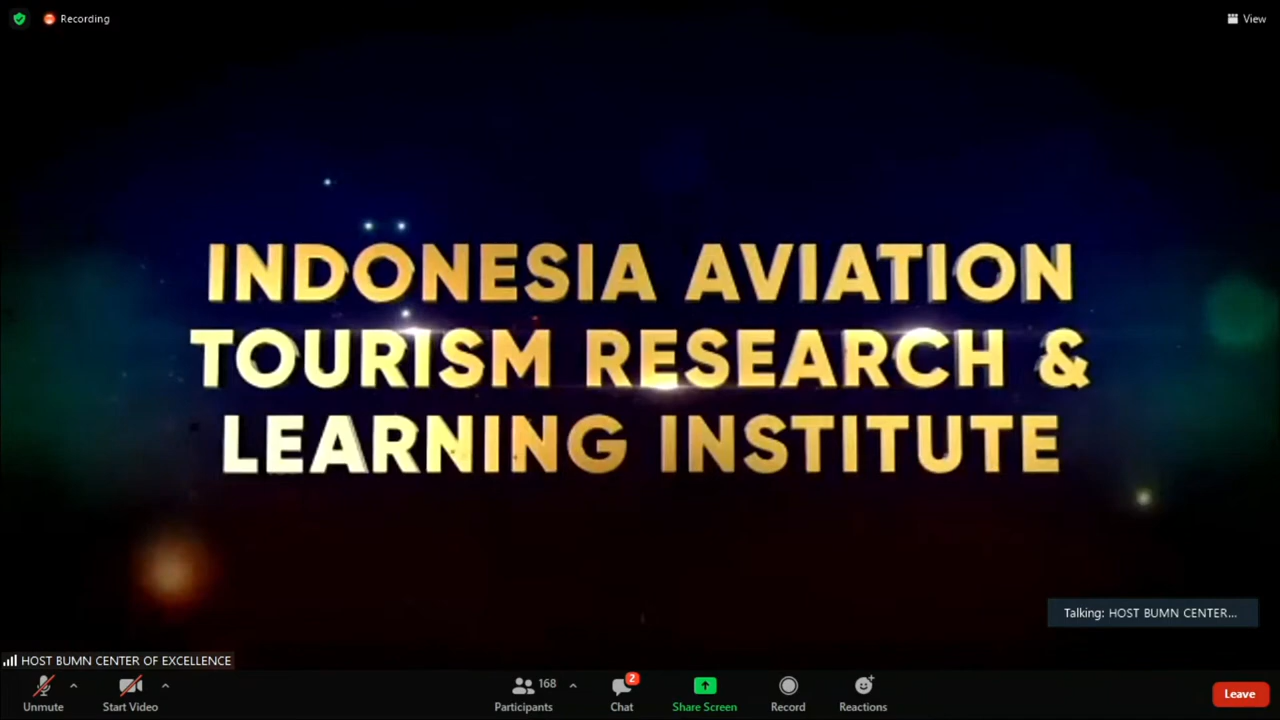 Recording
View
INDONESIA AVIATION
TOURISM RESEARCH &
LEARNING INSTITUTE
Talking: HOST BUMN CENTER...
HOST BUMN CENTER OF EXCELLENCE
Unmute
Start Video
168
Participants
2
Chat
Share Screen
Record
Reactions
Leave